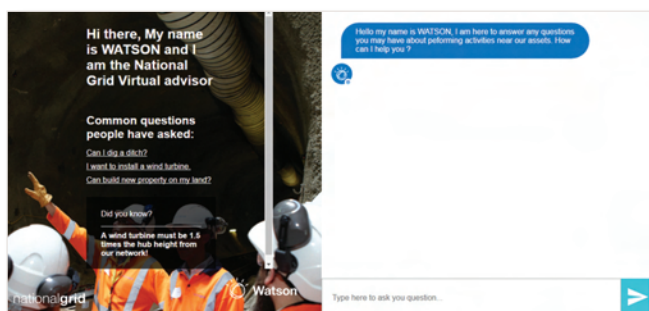 Hi there, My name
is WATSON and I
am the National
Grid Virtual advisor
Common questions
people have asked:
Can I dig a ditch?
I want to install a wind turbine.
Can build new property on my land?
Did you know?
A wind turbine must be 1.5
times the hub height from
our network!
nationalgrid
Watson
Hello my name is WATSON, I am here to answer any questions
you may have about peforming activities near our assets. How
can I help you ?
Type here to ask you question...